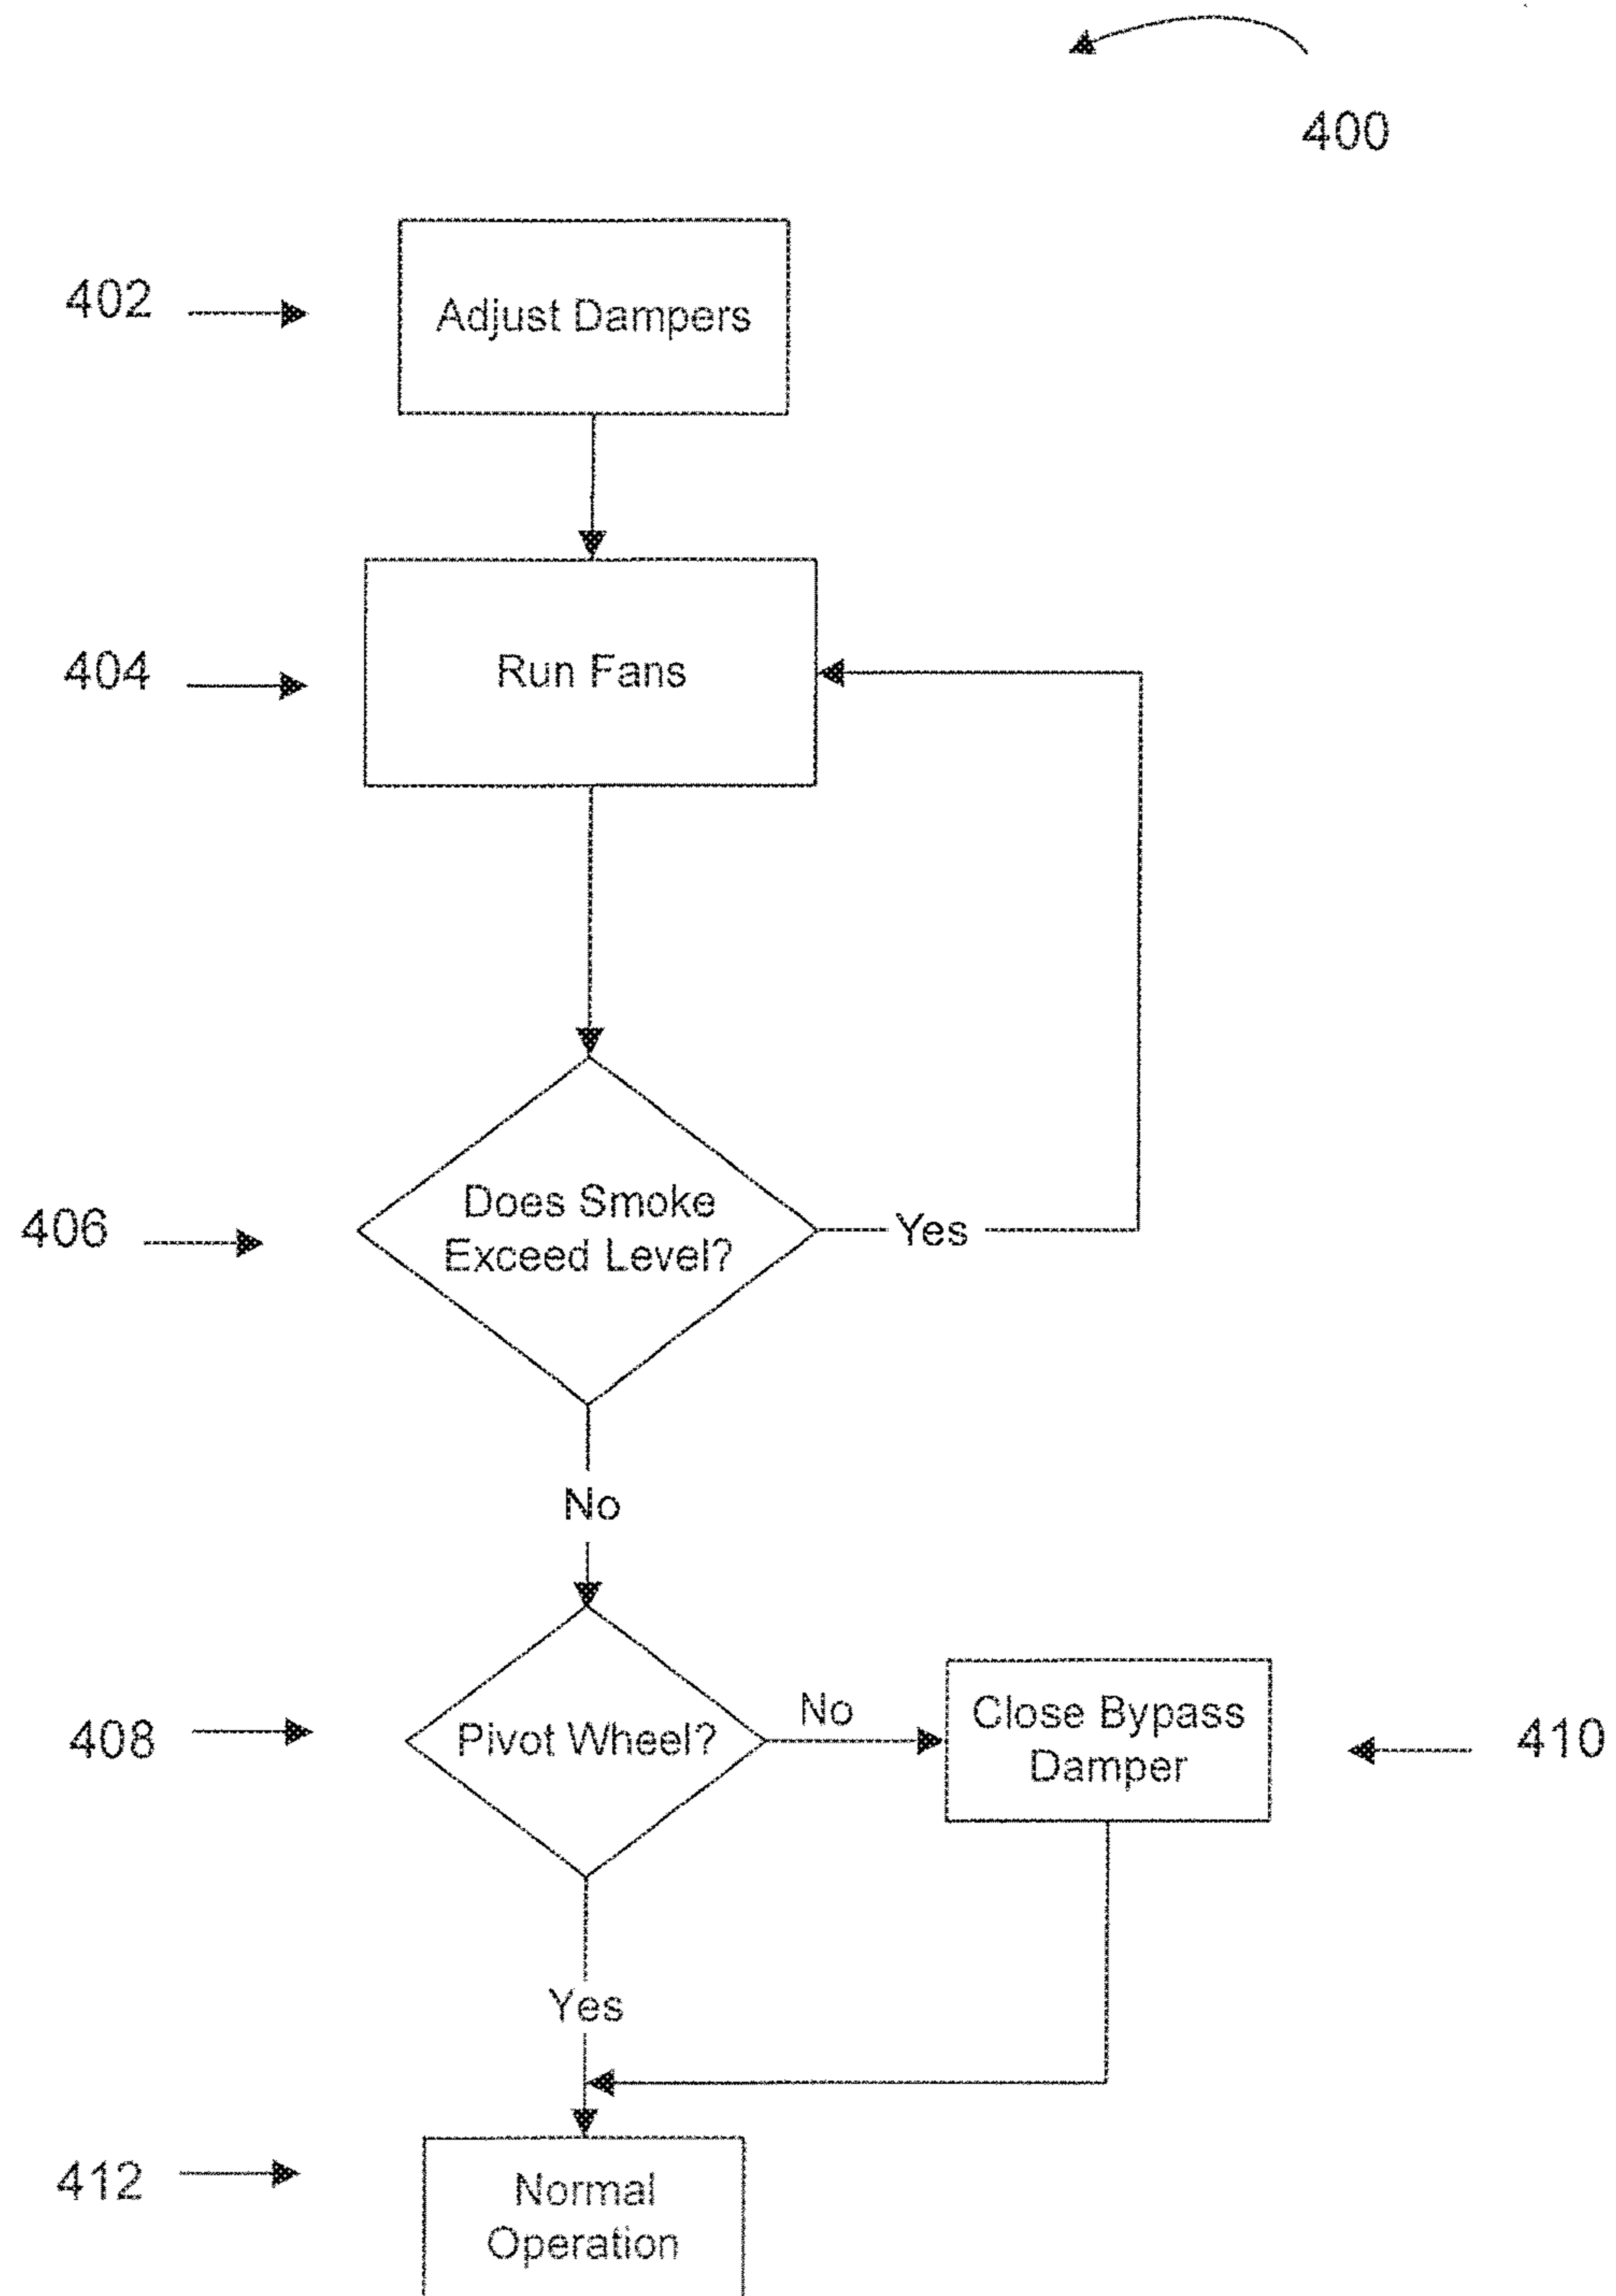 400
402
Adjust Dampers
404
Run Fans
406
Does Smoke
Exceed Level?
Yes
No
408
Pivot Wheel?
No
Close Bypass
Damper
410
Yes
412
Normal
Operation